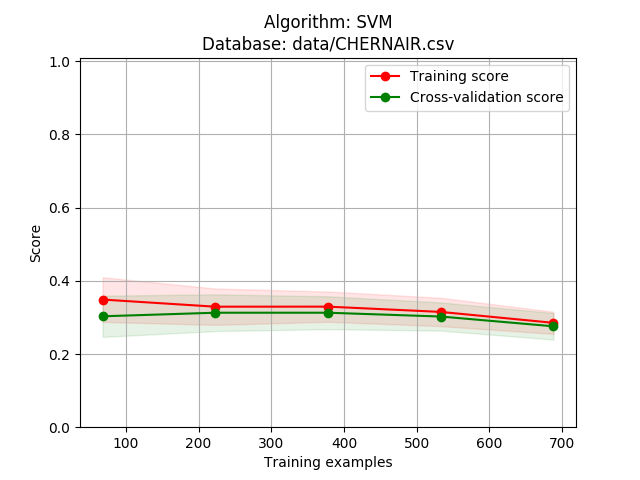 Algorithm: SVM
Database: data/CHERNAIR.csv
Training score
Cross-validation score
Score
1.0
0.8
0.6
0.4
0.2
0.0
100 200 300 400 500 600 700
Training examples